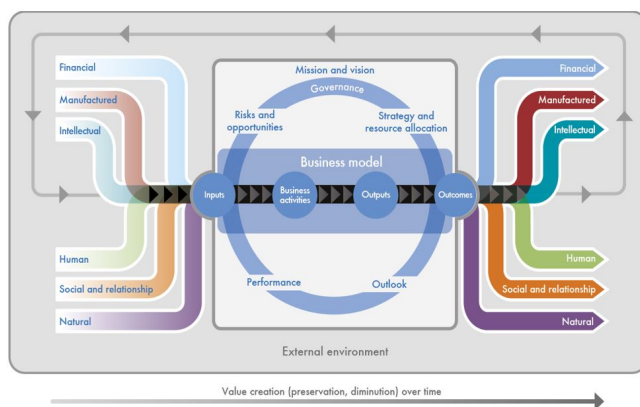 Financial
Manufactured
Intellectual
Human
Social and relationship
Natural
Mission and vision
Governance
Risks and
opportunities
Strategy and
resource allocation
Business model
Inputs
Business
activities
Outputs
Outcomes
Performance
Outlook
Financial
Manufactured
Intellectual
Human
Social and relationship
Natural
External environment
Value creation (preservation, diminution) over time